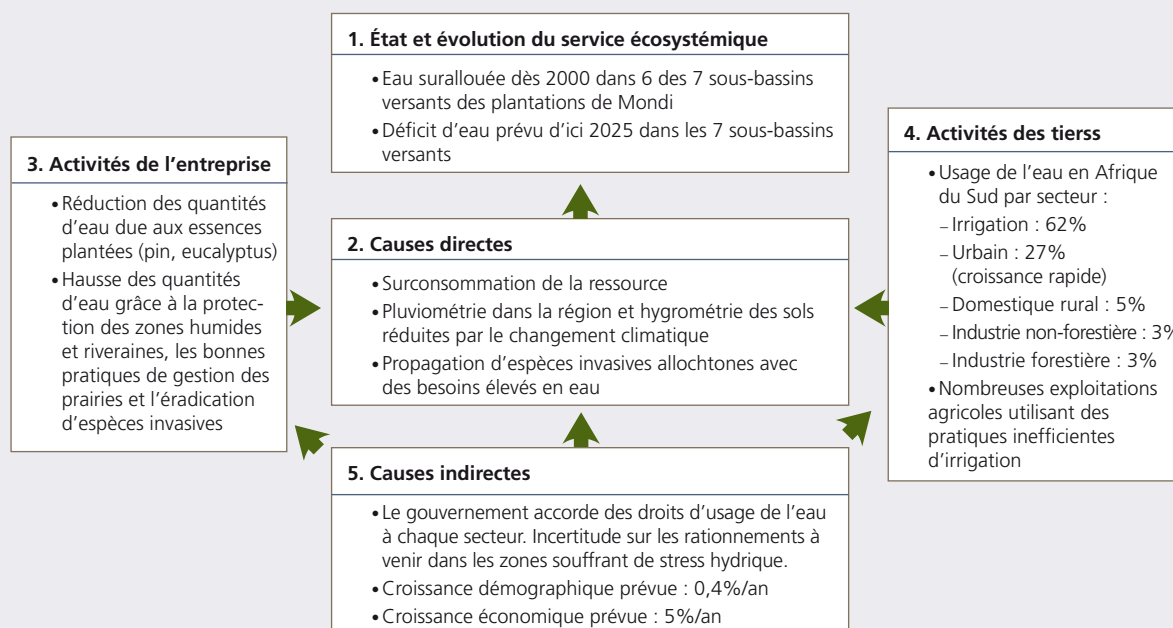 1. État et évolution du service écosystémique
• Eau surallouée dès 2000 dans 6 des 7 sous-bassins
versants des plantations de Mondi
• Déficit d'eau prévu d'ici 2025 dans les 7 sous-bassins
versants
3. Activités de l'entreprise
• Réduction des quantités
d'eau due aux essences
plantées (pin, eucalyptus)
• Hausse des quantités
d'eau grâce à la protec-
tion des zones humides
et riveraines, les bonnes
pratiques de gestion des
prairies et l'éradication
d'espèces invasives
2. Causes directes
• Surconsommation de la ressource
• Pluviométrie dans la région et hygrométrie des sols
réduites par le changement climatique
• Propagation d'espèces invasives allochtones avec
des besoins élevés en eau
4. Activités des tierss
• Usage de l'eau en Afrique
du Sud par secteur :
– Irrigation : 62%
– Urbain : 27%
(croissance rapide)
– Domestique rural : 5%
– Industrie non-forestière : 3%
– Industrie forestière : 3%
• Nombreuses exploitations
agricoles utilisant des
pratiques inefficientes
d'irrigation
5. Causes indirectes
• Le gouvernement accorde des droits d'usage de l'eau
à chaque secteur. Incertitude sur les rationnements à
venir dans les zones souffrant de stress hydrique.
• Croissance démographique prévue : 0,4%/an
• Croissance économique prévue : 5%/an